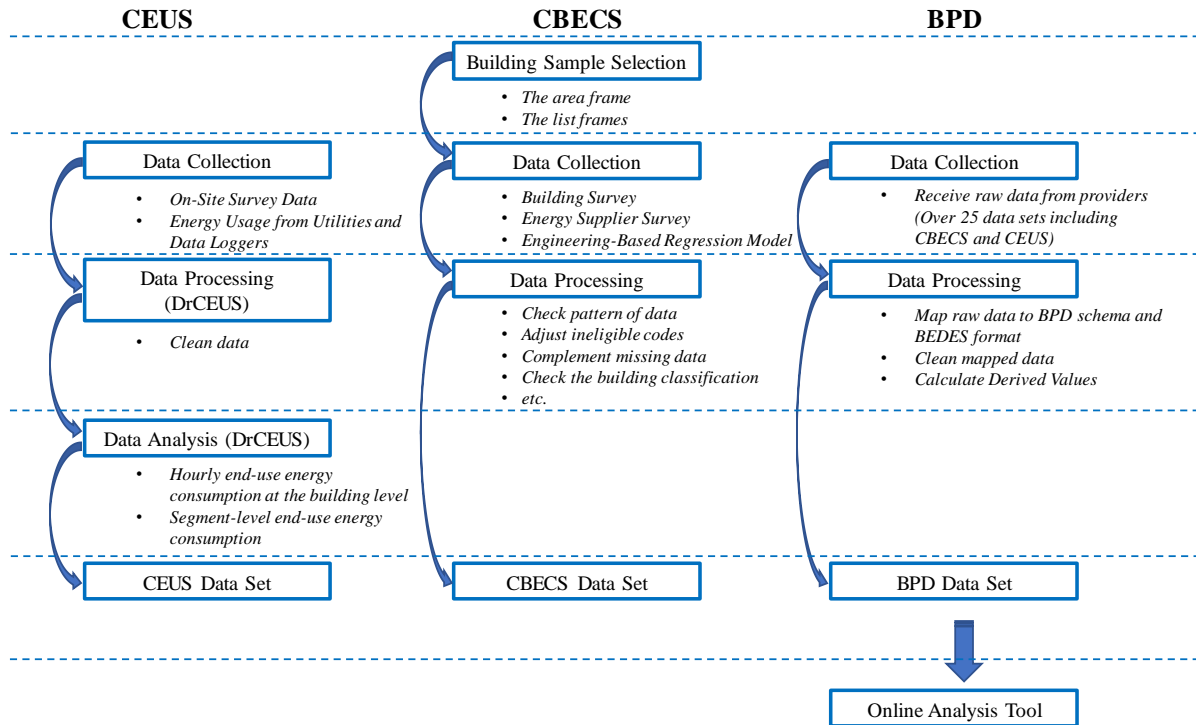 CEUS
CBECS
BPD
Building Sample Selection
• The area frame
• The list frames
Data Collection
• On-Site Survey Data
• Energy Usage from Utilities and
Data Loggers
Data Collection
• Building Survey
• Energy Supplier Survey
• Engineering-Based Regression Model
Data Collection
• Receive raw data from providers
(Over 25 data sets including
CBECS and CEUS)
Data Processing
(DrCEUS)
• Clean data
Data Processing
• Check pattern of data
• Adjust ineligible codes
• Complement missing data
• Check the building classification
• etc.
Data Processing
• Map raw data to BPD schema and
BEDES format
• Clean mapped data
• Calculate Derived Values
Data Analysis (DrCEUS)
• Hourly end-use energy
consumption at the building level
• Segment-level end-use energy
consumption
CEUS Data Set
CBECS Data Set
BPD Data Set
Online Analysis Tool